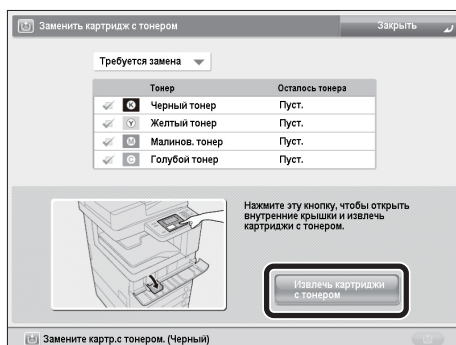 Заменить картридж с тонером
Закрыть
Требуется замена
Тонер Осталось тонера
K Черный тонер Пуст.
Y Желтый тонер Пуст.
M Малинов. тонер Пуст.
C Голубой тонер Пуст.
Нажмите эту кнопку, чтобы открыть
внутренние крышки и извлечь
картриджи с тонером.
Извлечь картриджи
с тонером
Замените картр.с тонером. (Черный)